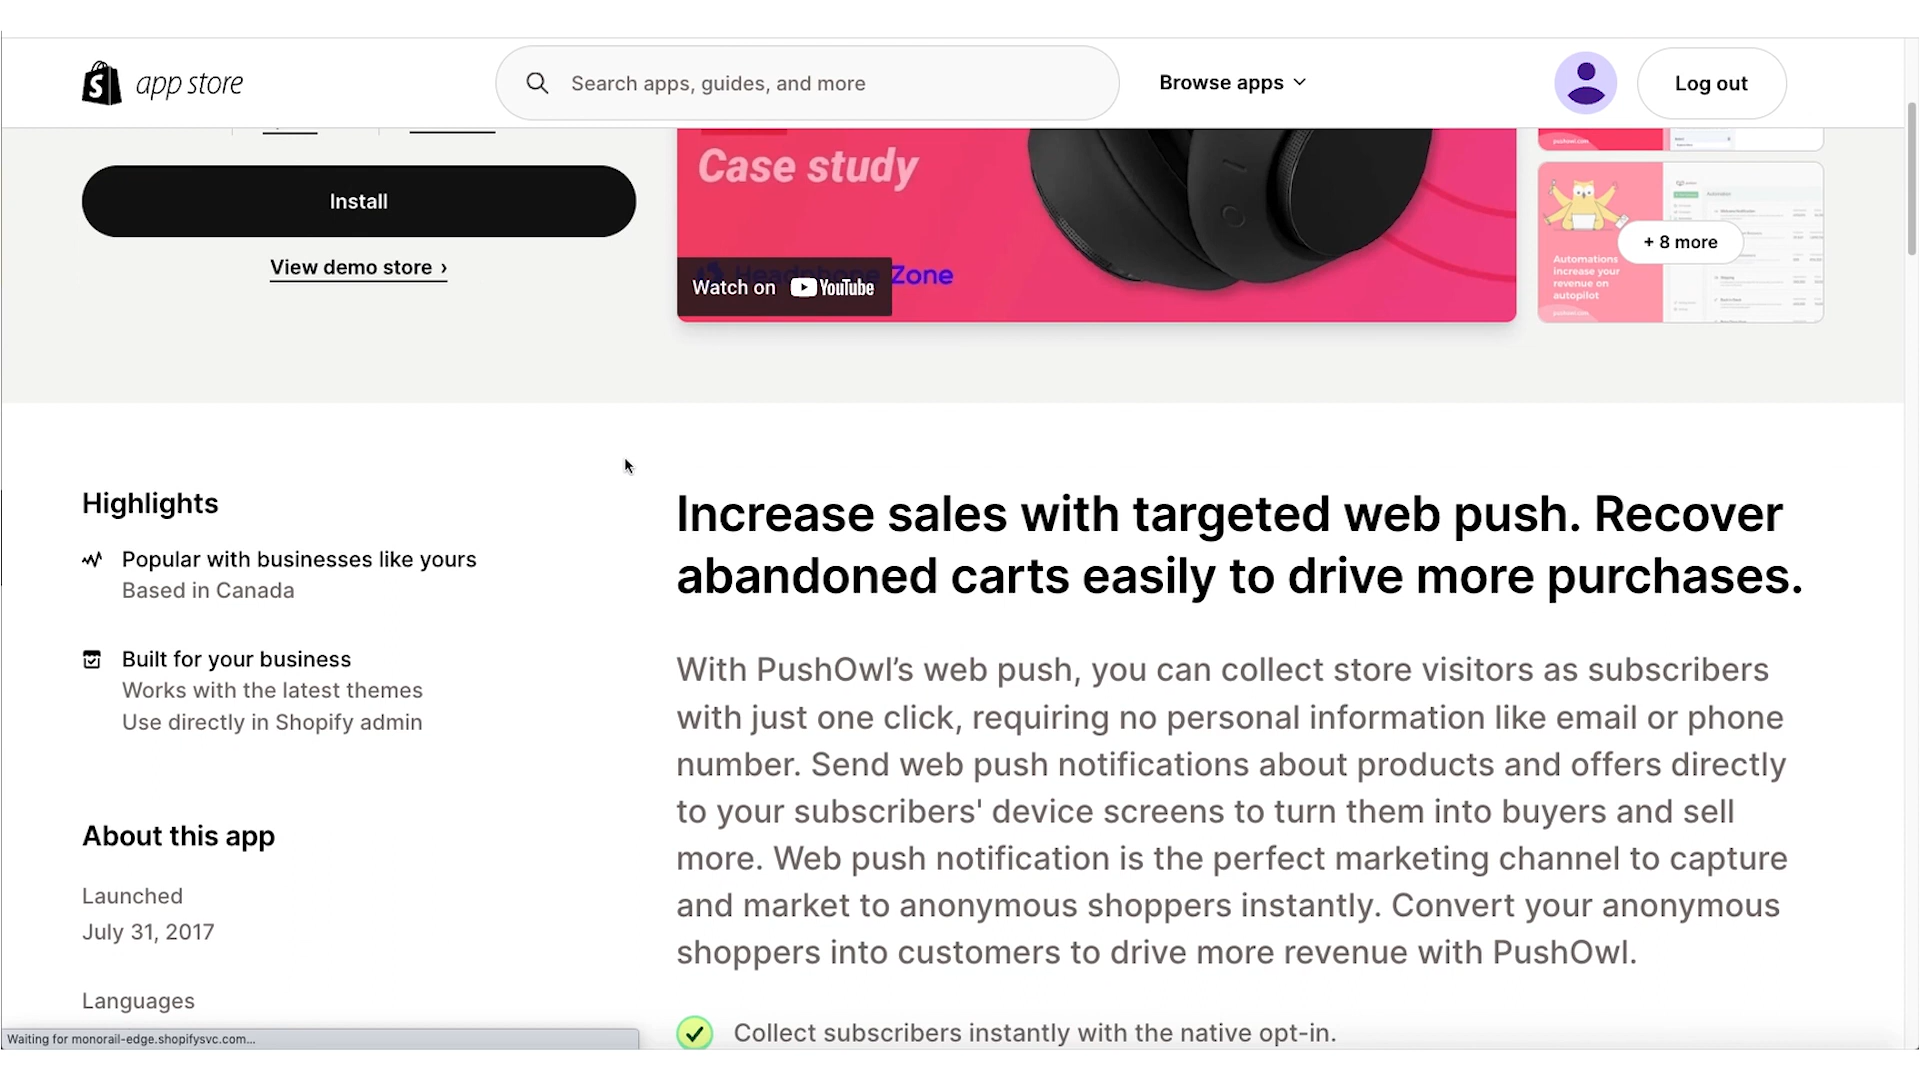 app store
Search apps, guides, and more
Browse apps
Log out
Install
View demo store ›
Case study
Headphone Zone
Watch on YouTube
pushowl.com
+ 8 more
Automations
increase your
revenue on
autopilot
pushowl.com
Highlights
Popular with businesses like yours
Based in Canada
Built for your business
Works with the latest themes
Use directly in Shopify admin
About this app
Launched
July 31, 2017
Languages
Increase sales with targeted web push. Recover
abandoned carts easily to drive more purchases.
With PushOwl’s web push, you can collect store visitors as subscribers
with just one click, requiring no personal information like email or phone
number. Send web push notifications about products and offers directly
to your subscribers' device screens to turn them into buyers and sell
more. Web push notification is the perfect marketing channel to capture
and market to anonymous shoppers instantly. Convert your anonymous
shoppers into customers to drive more revenue with PushOwl.
Collect subscribers instantly with the native opt-in.
Waiting for monorail-edge.shopifysvc.com...